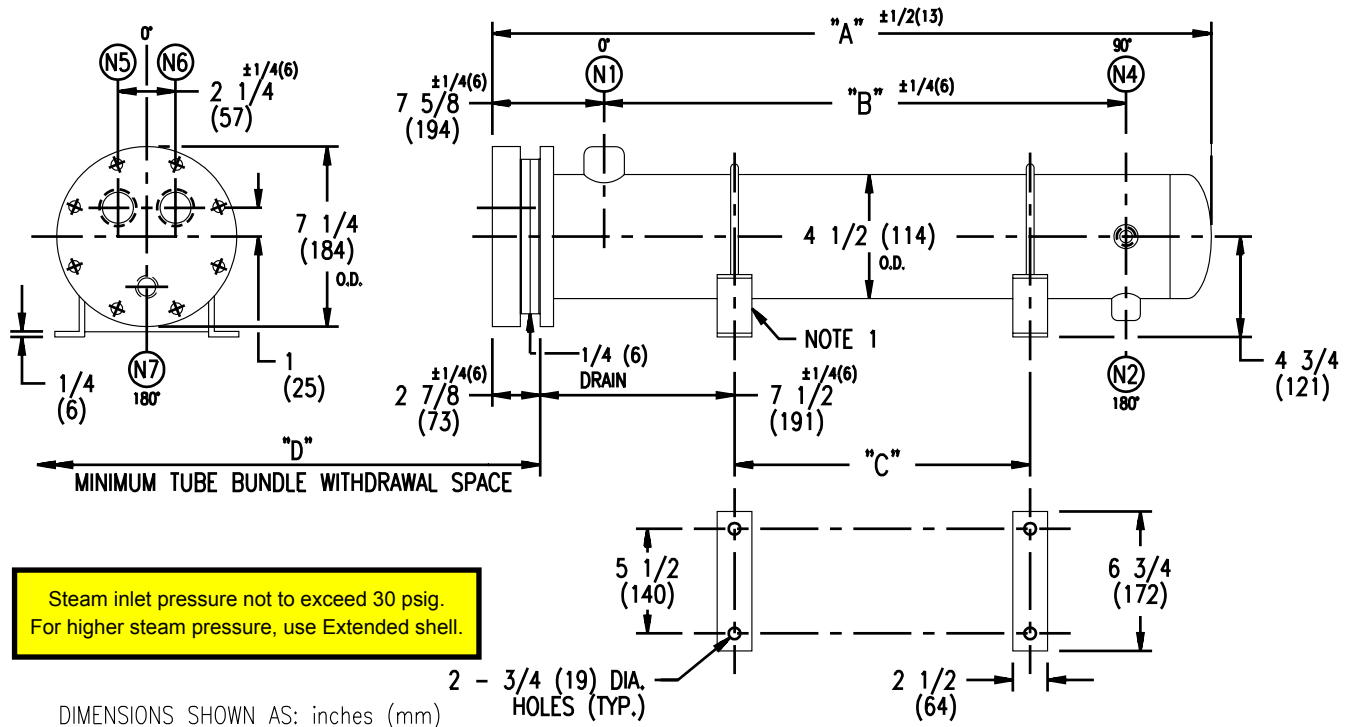 0°
N5 N6
±1/4(6)
2 1/4
(57)
7 1/4
(184)
O.D.
1/4
(6)
N7
180°
1
(25)
"A" ±1/2(13)
±1/4(6)
7 5/8
(194)
0°
N1
"B" ±1/4(6)
90°
N4
4 1/2 (114)
O.D.
NOTE 1
1/4 (6)
DRAIN
±1/4(6)
2 7/8
(73)
±1/4(6)
7 1/2
(191)
N2
180°
4 3/4
(121)
"D"
MINIMUM TUBE BUNDLE WITHDRAWAL SPACE
"C"
5 1/2
(140)
6 3/4
(172)
2 - 3/4 (19) DIA.
HOLES (TYP.)
2 1/2
(64)
Steam inlet pressure not to exceed 30 psig.
For higher steam pressure, use Extended shell.
DIMENSIONS SHOWN AS: inches (mm)